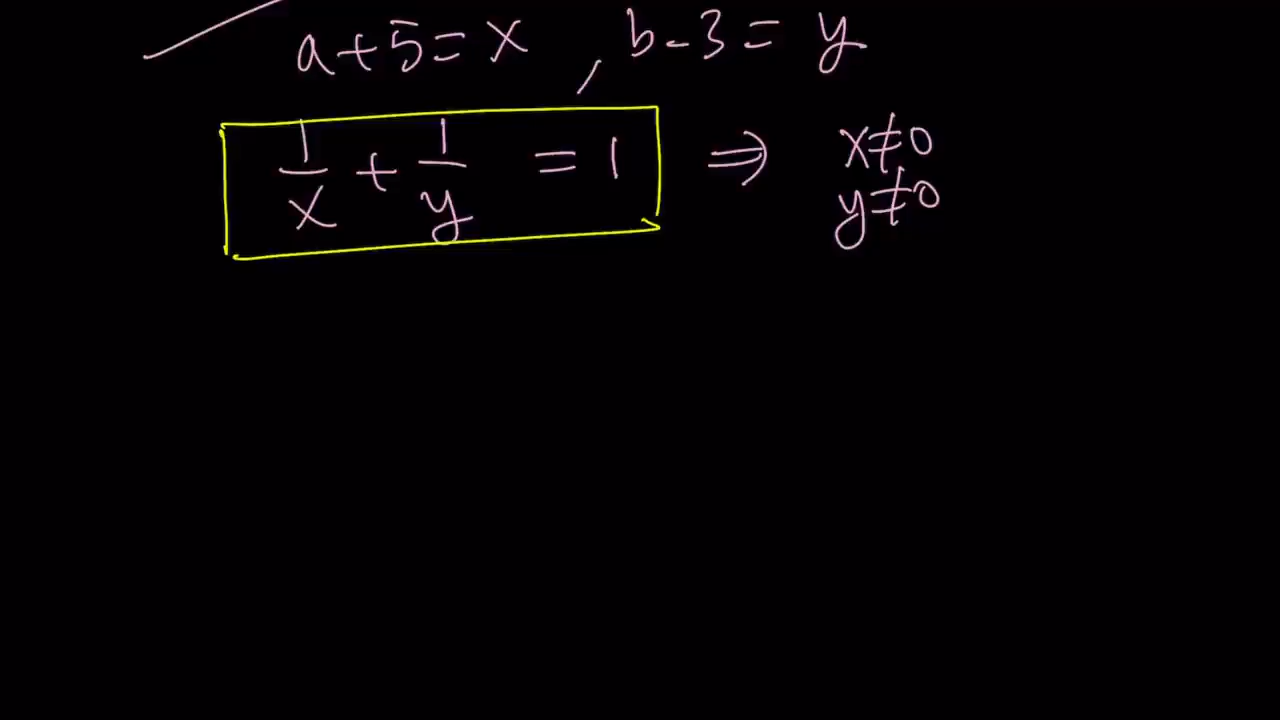 a+5=x , b-3=y
1/x + 1/y = 1 ⇒ x≠0
y≠0